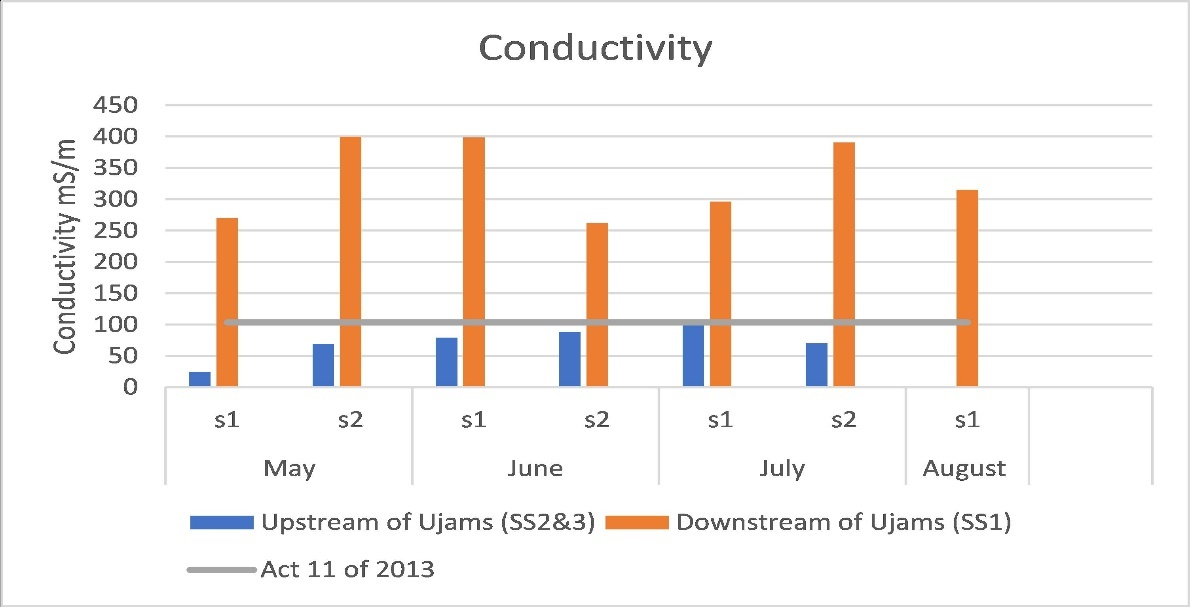 Conductivity
Conductivity mS/m
450
400
350
300
250
200
150
100
50
0
s1 s2 s1 s2 s1 s2 s1
May June July August
Upstream of Ujams (SS2&3) Downstream of Ujams (SS1)
Act 11 of 2013